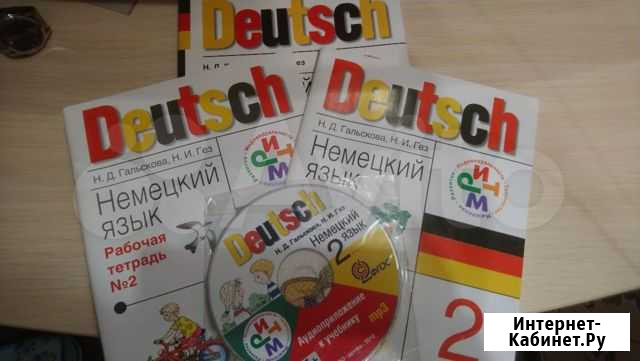 Deutsch
Deutsch
Н. Д. Гальскова, Н. И. Гез
Немецкий
язык
Рабочая
тетрадь
№2
Deutsch
Н. Д. Гальскова, Н. И. Гез
Немецкий
язык
2
Deutsch
Н. Д. Гальскова, Н. И. Гез
Немецкий
язык
2
ФГОС
Аудиоприложение
к учебнику
mp3
Интернет-
Кабинет.Ру